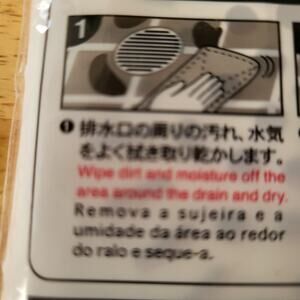 1
❶ 排水口の周りの汚れ、水気
をよく拭き取り乾かします。
Wipe dirt and moisture off the
area around the drain and dry.
Remova a sujeira e a
umidade da área ao redor
do ralo e seque-a.